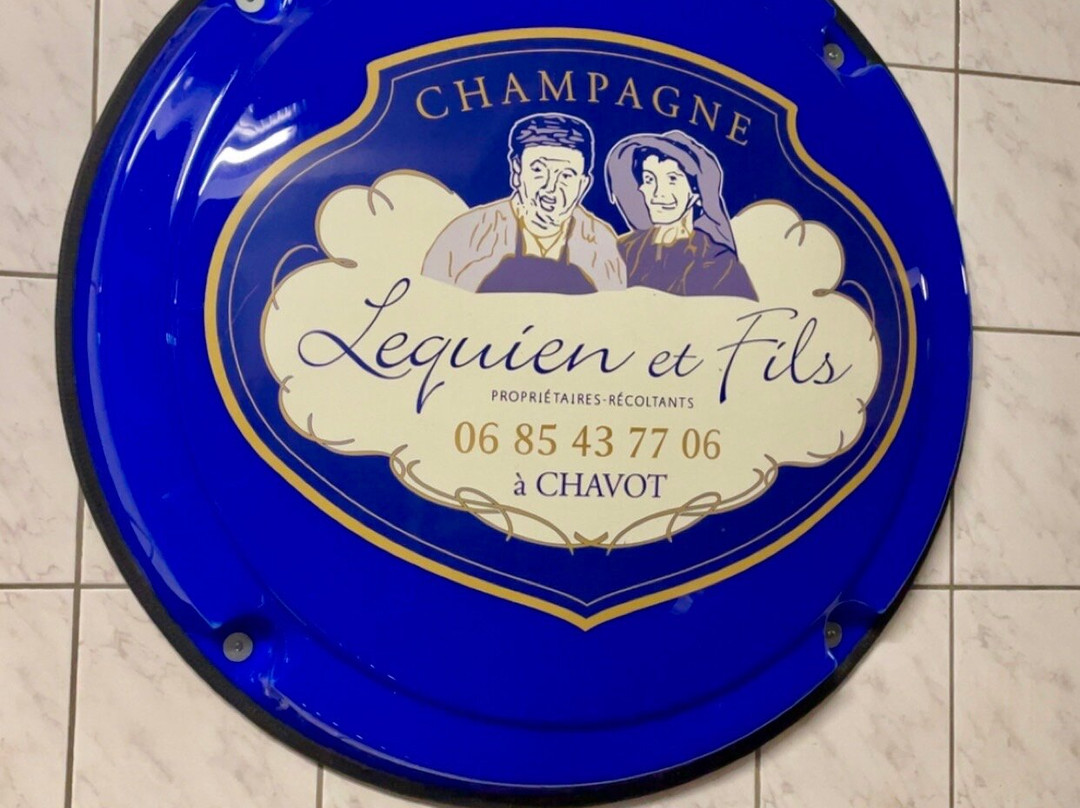 CHAMPAGNE
Lequien et Fils
PROPRIÉTAIRES-RÉCOLTANTS
06 85 43 77 06
à CHAVOT